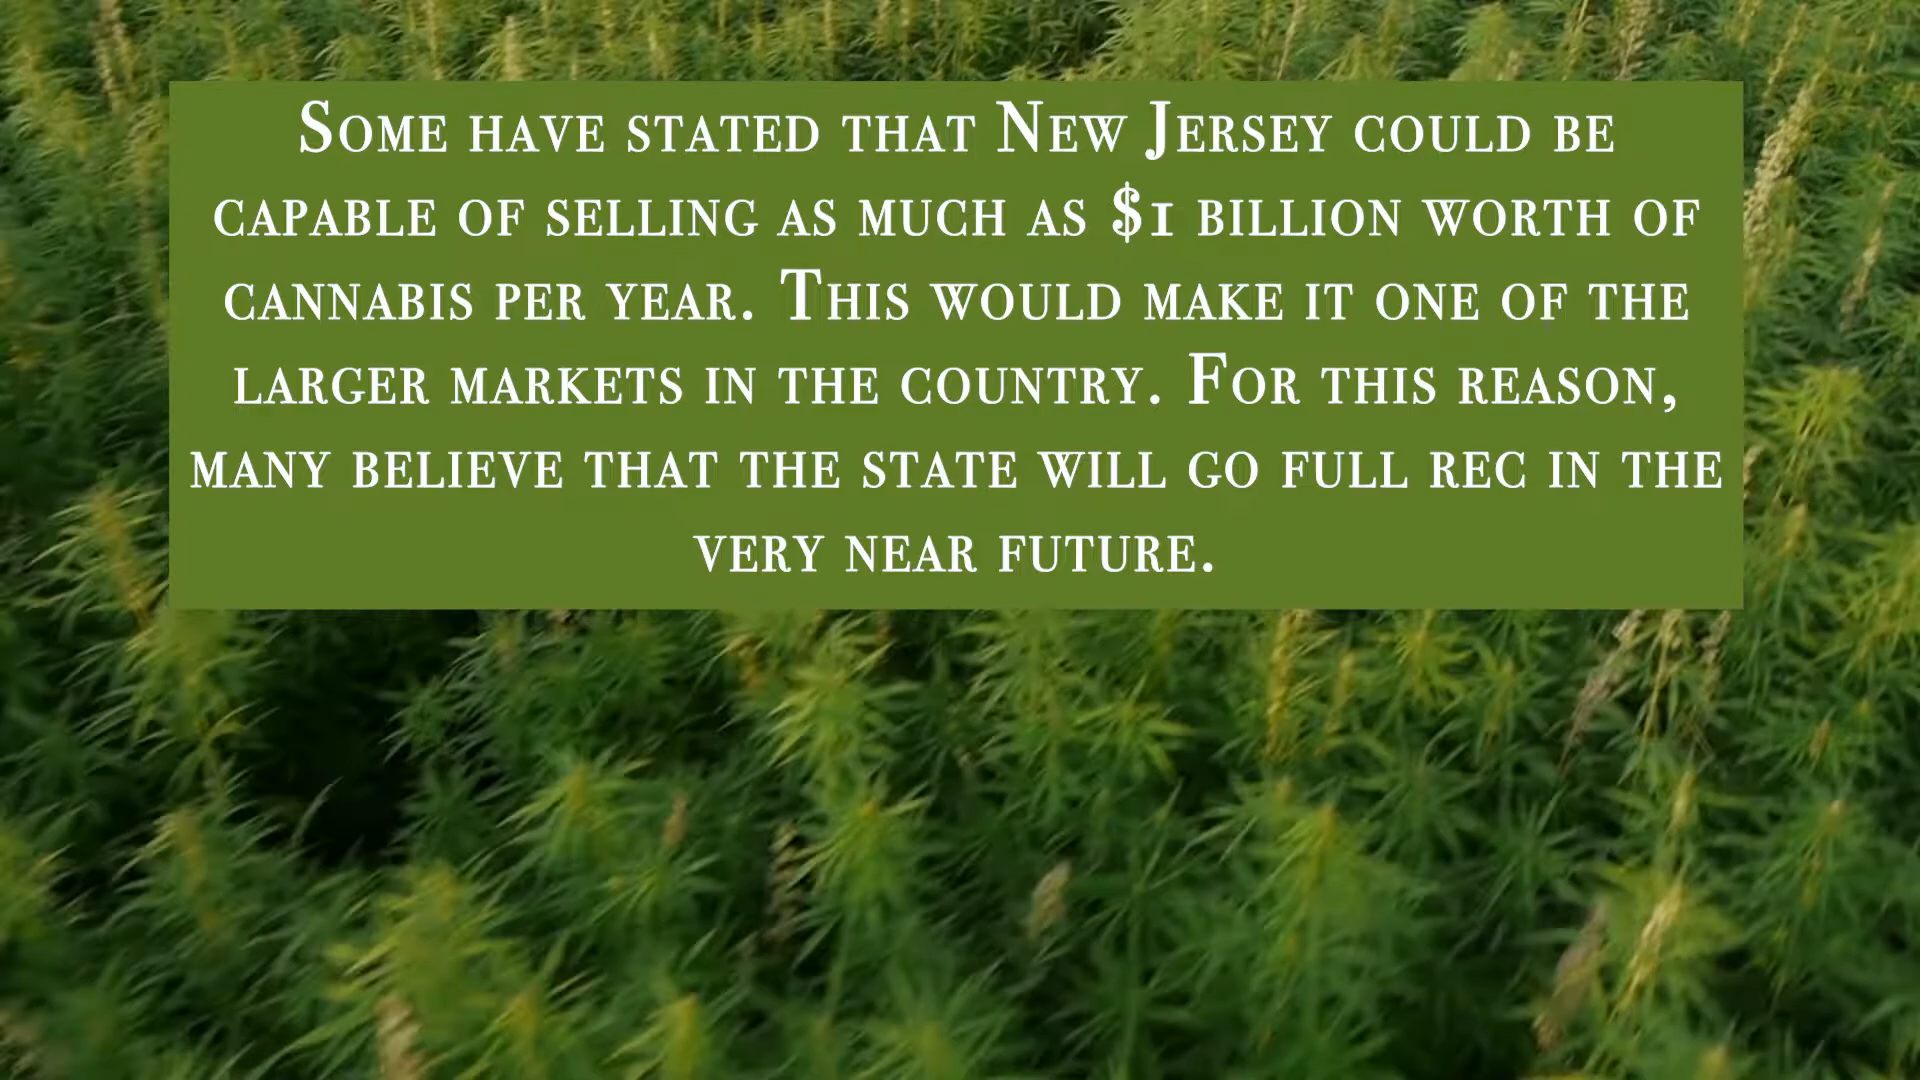 Some have stated that New Jersey could be
capable of selling as much as $1 billion worth of
cannabis per year. This would make it one of the
larger markets in the country. For this reason,
many believe that the state will go full rec in the
very near future.